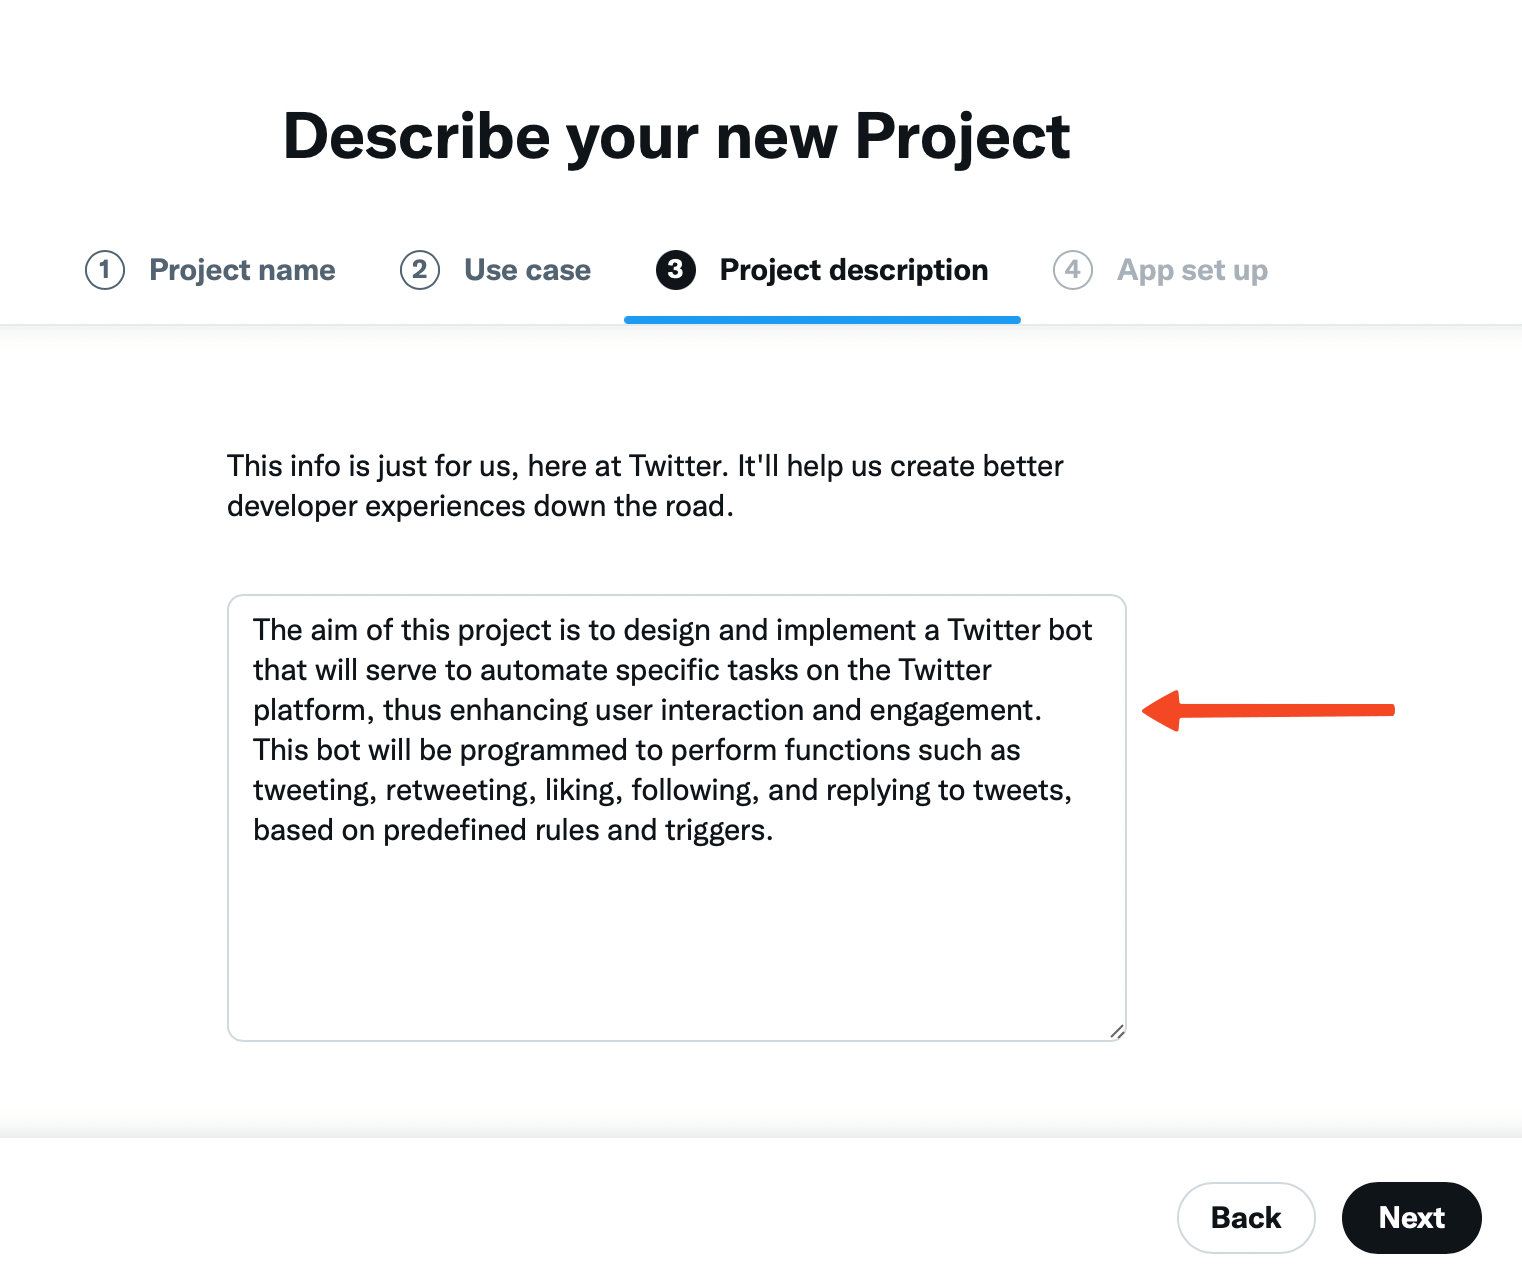 Describe your new Project
1 Project name 2 Use case 3 Project description 4 App set up
This info is just for us, here at Twitter. It'll help us create better
developer experiences down the road.
The aim of this project is to design and implement a Twitter bot
that will serve to automate specific tasks on the Twitter
platform, thus enhancing user interaction and engagement.
This bot will be programmed to perform functions such as
tweeting, retweeting, liking, following, and replying to tweets,
based on predefined rules and triggers.
Back Next